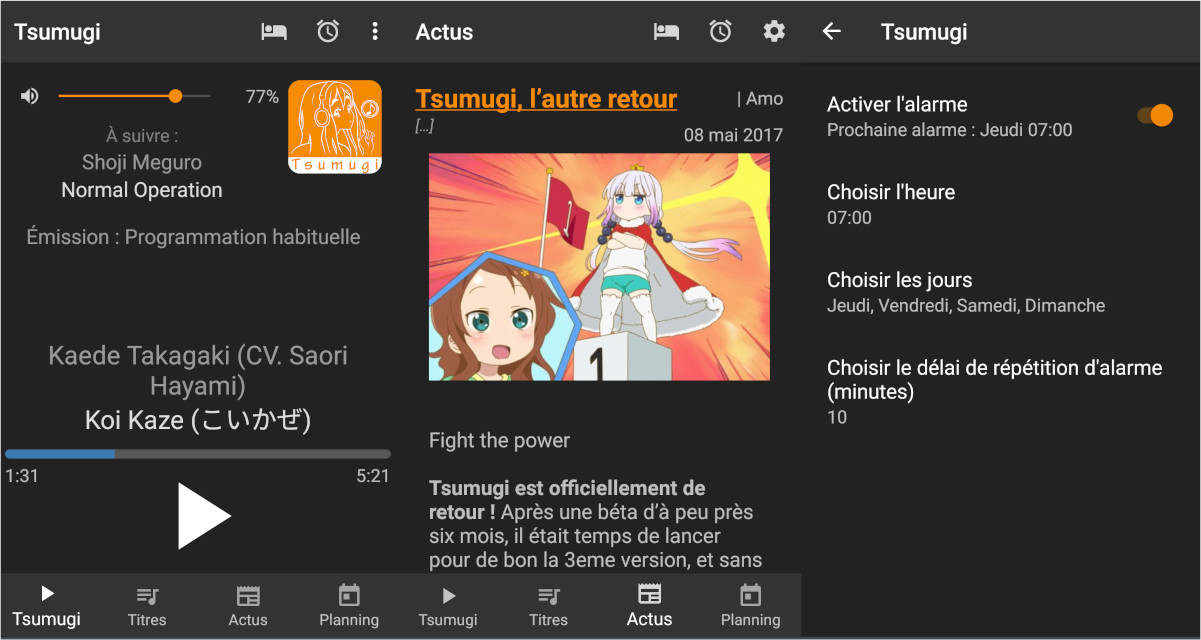 Tsumugi
77%
Tsumugi
À suivre :
Shoji Meguro
Normal Operation
Émission : Programmation habituelle
Kaede Takagaki (CV. Saori
Hayami)
Koi Kaze (こいかぜ)
1:31
5:21
Tsumugi
Titres
Actus
Planning
Actus
Tsumugi, l’autre retour
| Amo
[...]
08 mai 2017
1
1
Fight the power
Tsumugi est officiellement de
retour ! Après une béta d’à peu près
six mois, il était temps de lancer
pour de bon la 3eme version, et sans
Tsumugi
Titres
Actus
Planning
Tsumugi
Activer l'alarme
Prochaine alarme : Jeudi 07:00
Choisir l'heure
07:00
Choisir les jours
Jeudi, Vendredi, Samedi, Dimanche
Choisir le délai de répétition d'alarme
(minutes)
10